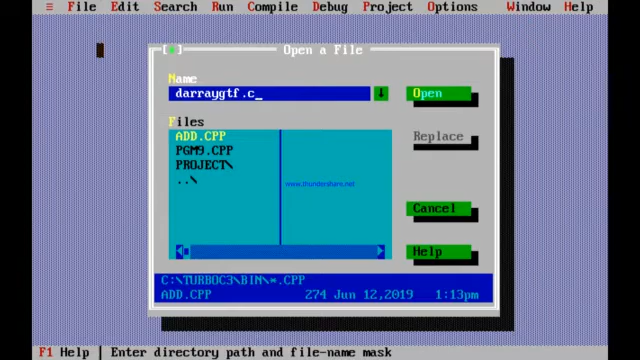 ≡ File Edit Search Run Compile Debug Project Options Window Help
Open a File
Name
darraygtf.c_
Open
Files
ADD.CPP
PGM9.CPP
PROJECT\
..\
Replace
www.thundershare.net
Cancel
Help
C:\TURBOC3\BIN\*.CPP
ADD.CPP 274 Jun 12,2019 1:13pm
F1 Help | Enter directory path and file-name mask